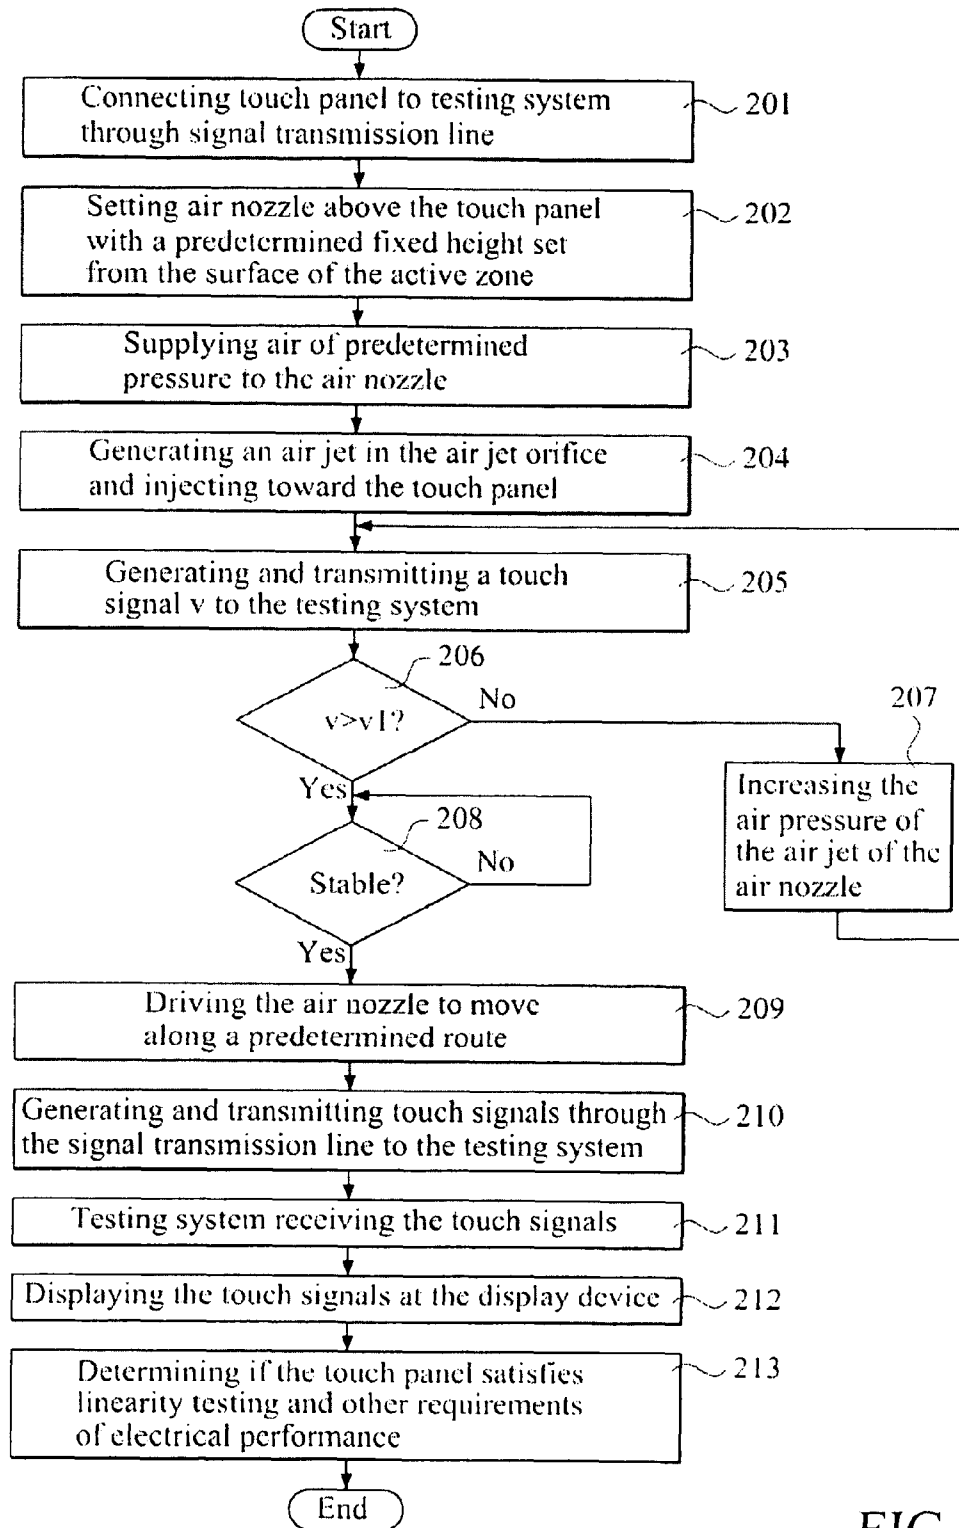 Start
Connecting touch panel to testing system
through signal transmission line
201
Setting air nozzle above the touch panel
with a predetermined fixed height set
from the surface of the active zone
202
Supplying air of predetermined
pressure to the air nozzle
203
Generating an air jet in the air jet orifice
and injecting toward the touch panel
204
Generating and transmitting a touch
signal v to the testing system
205
206
v>v1?
No
Yes
207
Increasing the
air pressure of
the air jet of the
air nozzle
208
Stable?
No
Yes
Driving the air nozzle to move
along a predetermined route
209
Generating and transmitting touch signals through
the signal transmission line to the testing system
210
Testing system receiving the touch signals
211
Displaying the touch signals at the display device
212
Determining if the touch panel satisfies
linearity testing and other requirements
of electrical performance
213
End
FIG